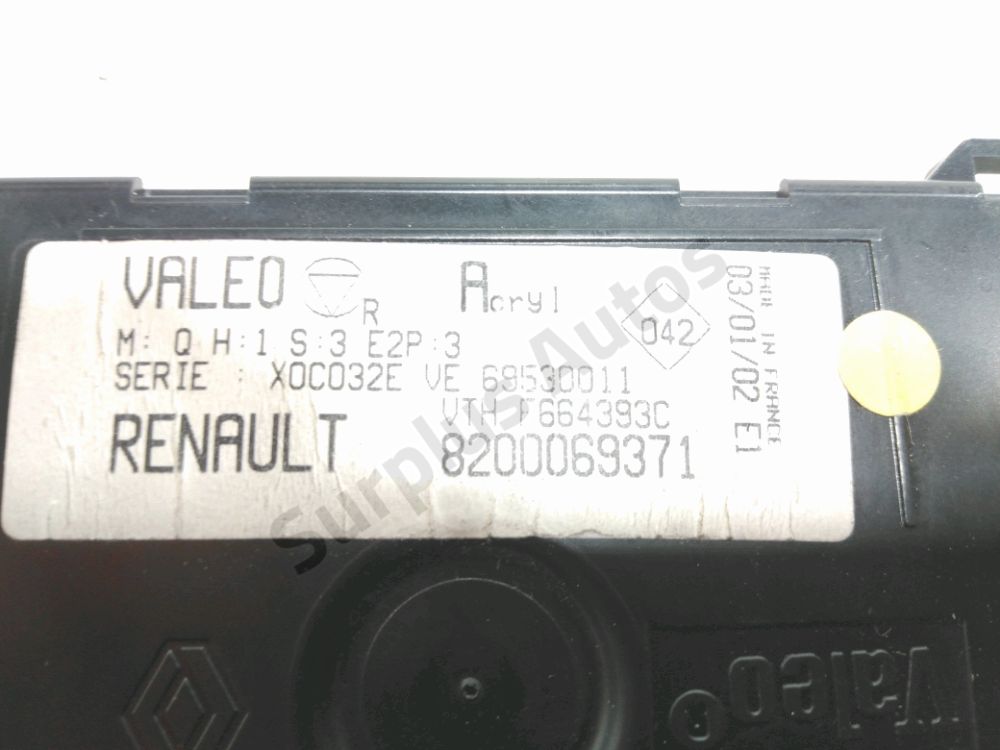 VALEO R Acryl 042
M: Q H:1 S:3 E2P:3
SERIE : X0C032E VE 69530011
VTH F664393C
RENAULT 8200069371
MADE IN FRANCE
03/01/02 E1
Surplus Autos
Valeo®